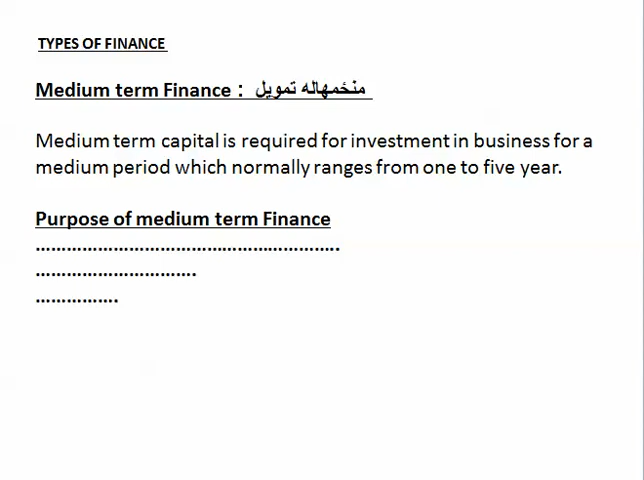 TYPES OF FINANCE
Medium term Finance : منځمهاله تمويل
Medium term capital is required for investment in business for a
medium period which normally ranges from one to five year.
Purpose of medium term Finance
………………………………………………………..
…………………………….
…………….